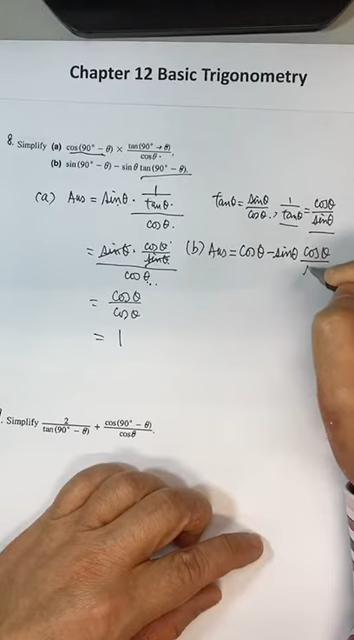 Chapter 12 Basic Trigonometry
8. Simplify (a) cos(90° − θ) × tan(90° − θ)/cosθ.
(b) sin(90° − θ) − sinθ tan(90° − θ).
(a) Ans = sinθ · (1/tanθ)/cosθ
tanθ = sinθ/cosθ, 1/tanθ = cosθ/sinθ
= (sinθ · cosθ/sinθ)/cosθ
(b) Ans = cosθ − sinθ cosθ/
= cosθ/cosθ
= 1
. Simplify 2/tan(90° − θ) + cos(90° − θ)/cosθ.